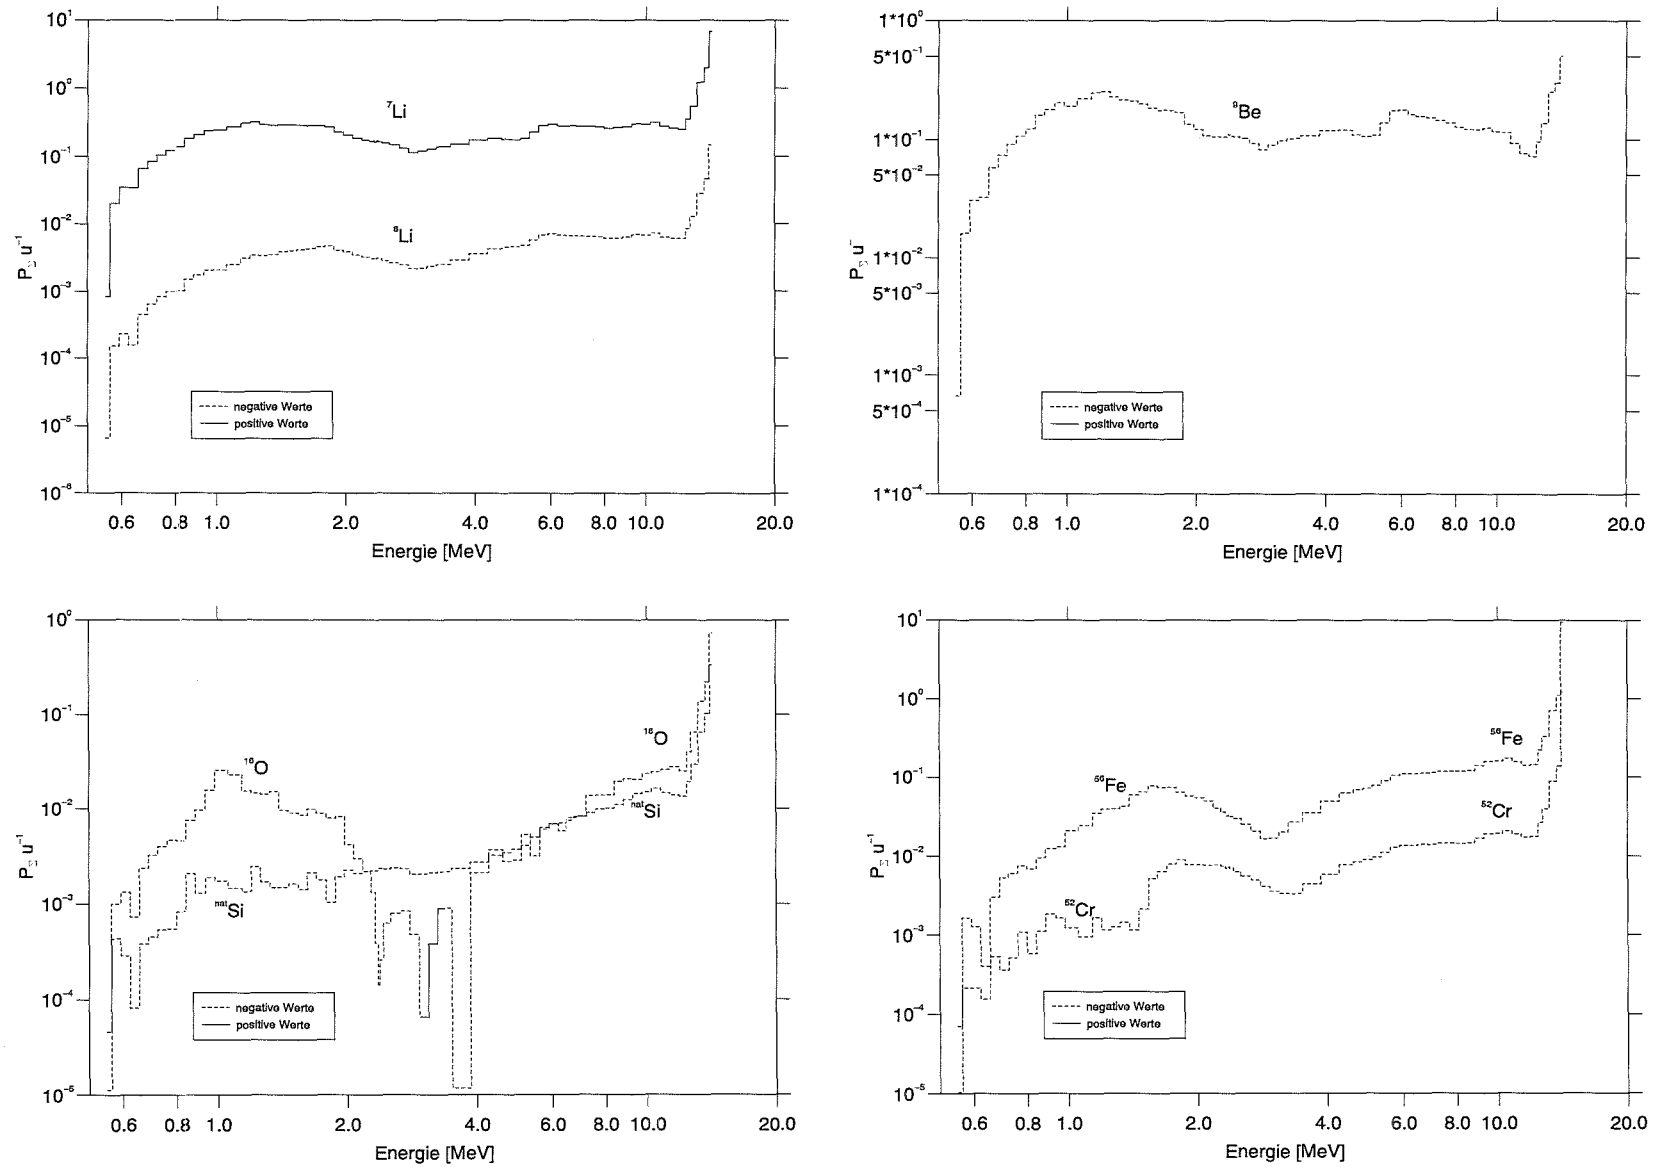 10¹
10⁰
10⁻¹
10⁻²
10⁻³
10⁻⁴
10⁻⁵
10⁻⁶
⁷Li
⁶Li
negative Werte
positive Werte
0.6 0.8 1.0 2.0 4.0 6.0 8.0 10.0 20.0
Energie [MeV]
1*10⁰
5*10⁻¹
1*10⁻¹
5*10⁻²
1*10⁻²
5*10⁻³
1*10⁻³
5*10⁻⁴
1*10⁻⁴
⁹Be
negative Werte
positive Werte
0.6 0.8 1.0 2.0 4.0 6.0 8.0 10.0 20.0
Energie [MeV]
10⁰
10⁻¹
10⁻²
10⁻³
10⁻⁴
10⁻⁵
¹⁶O
¹⁶O
ⁿᵃᵗSi
ⁿᵃᵗSi
negative Werte
positive Werte
0.6 0.8 1.0 2.0 4.0 6.0 8.0 10.0 20.0
Energie [MeV]
10¹
10⁰
10⁻¹
10⁻²
10⁻³
10⁻⁴
10⁻⁵
⁵⁶Fe
⁵⁶Fe
⁵²Cr
⁵²Cr
negative Werte
positive Werte
0.6 0.8 1.0 2.0 4.0 6.0 8.0 10.0 20.0
Energie [MeV]